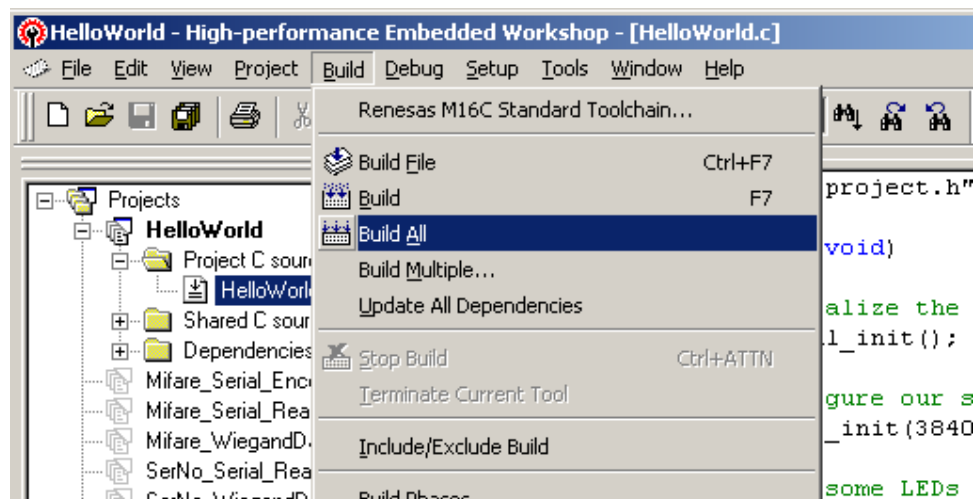 HelloWorld - High-performance Embedded Workshop - [HelloWorld.c]
File Edit View Project Build Debug Setup Tools Window Help
Renesas M16C Standard Toolchain...
Build File Ctrl+F7
Build F7
Build All
Build Multiple...
Update All Dependencies
Stop Build Ctrl+ATTN
Terminate Current Tool
Include/Exclude Build
Build Phases
Projects
HelloWorld
Project C sour
HelloWorl
Shared C sour
Dependencies
Mifare_Serial_Enc
Mifare_Serial_Rea
Mifare_WiegandD
SerNo_Serial_Rea
SerNo_WiegandD
project.h"
void)
alize the
l_init();
gure our s
_init(3840
some LEDs